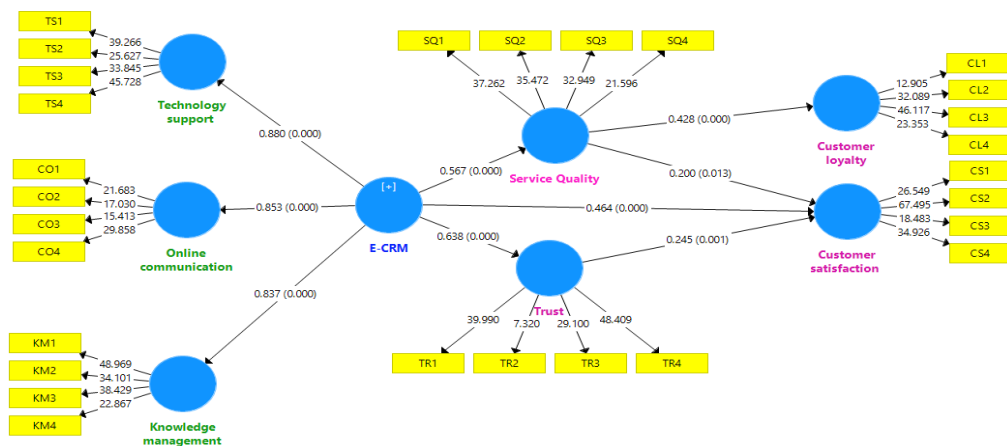 TS1
TS2
TS3
TS4
39.266
25.627
33.845
45.728
Technology
support
0.880 (0.000)
CO1
CO2
CO3
CO4
21.683
17.030
15.413
29.858
Online
communication
0.853 (0.000)
KM1
KM2
KM3
KM4
48.969
34.101
38.429
22.867
Knowledge
management
0.837 (0.000)
[+]
E-CRM
0.567 (0.000)
0.464 (0.000)
0.638 (0.000)
SQ1
SQ2
SQ3
SQ4
37.262
35.472
32.949
21.596
Service Quality
0.428 (0.000)
0.200 (0.013)
Trust
0.245 (0.001)
39.990
7.320
29.100
48.409
TR1
TR2
TR3
TR4
CL1
CL2
CL3
CL4
12.905
32.089
46.117
23.353
Customer
loyalty
CS1
CS2
CS3
CS4
26.549
67.495
18.483
34.926
Customer
satisfaction